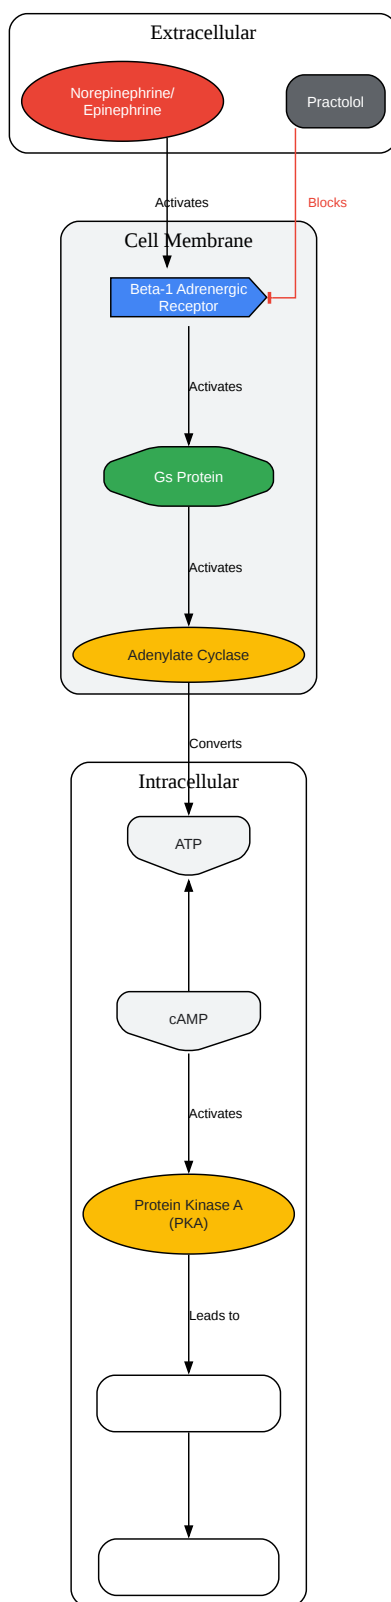 Extracellular
Norepinephrine/
Epinephrine
Practolol
Activates
Blocks
Cell Membrane
Beta-1 Adrenergic
Receptor
Activates
Gs Protein
Activates
Adenylate Cyclase
Converts
Intracellular
ATP
cAMP
Activates
Protein Kinase A
(PKA)
Leads to